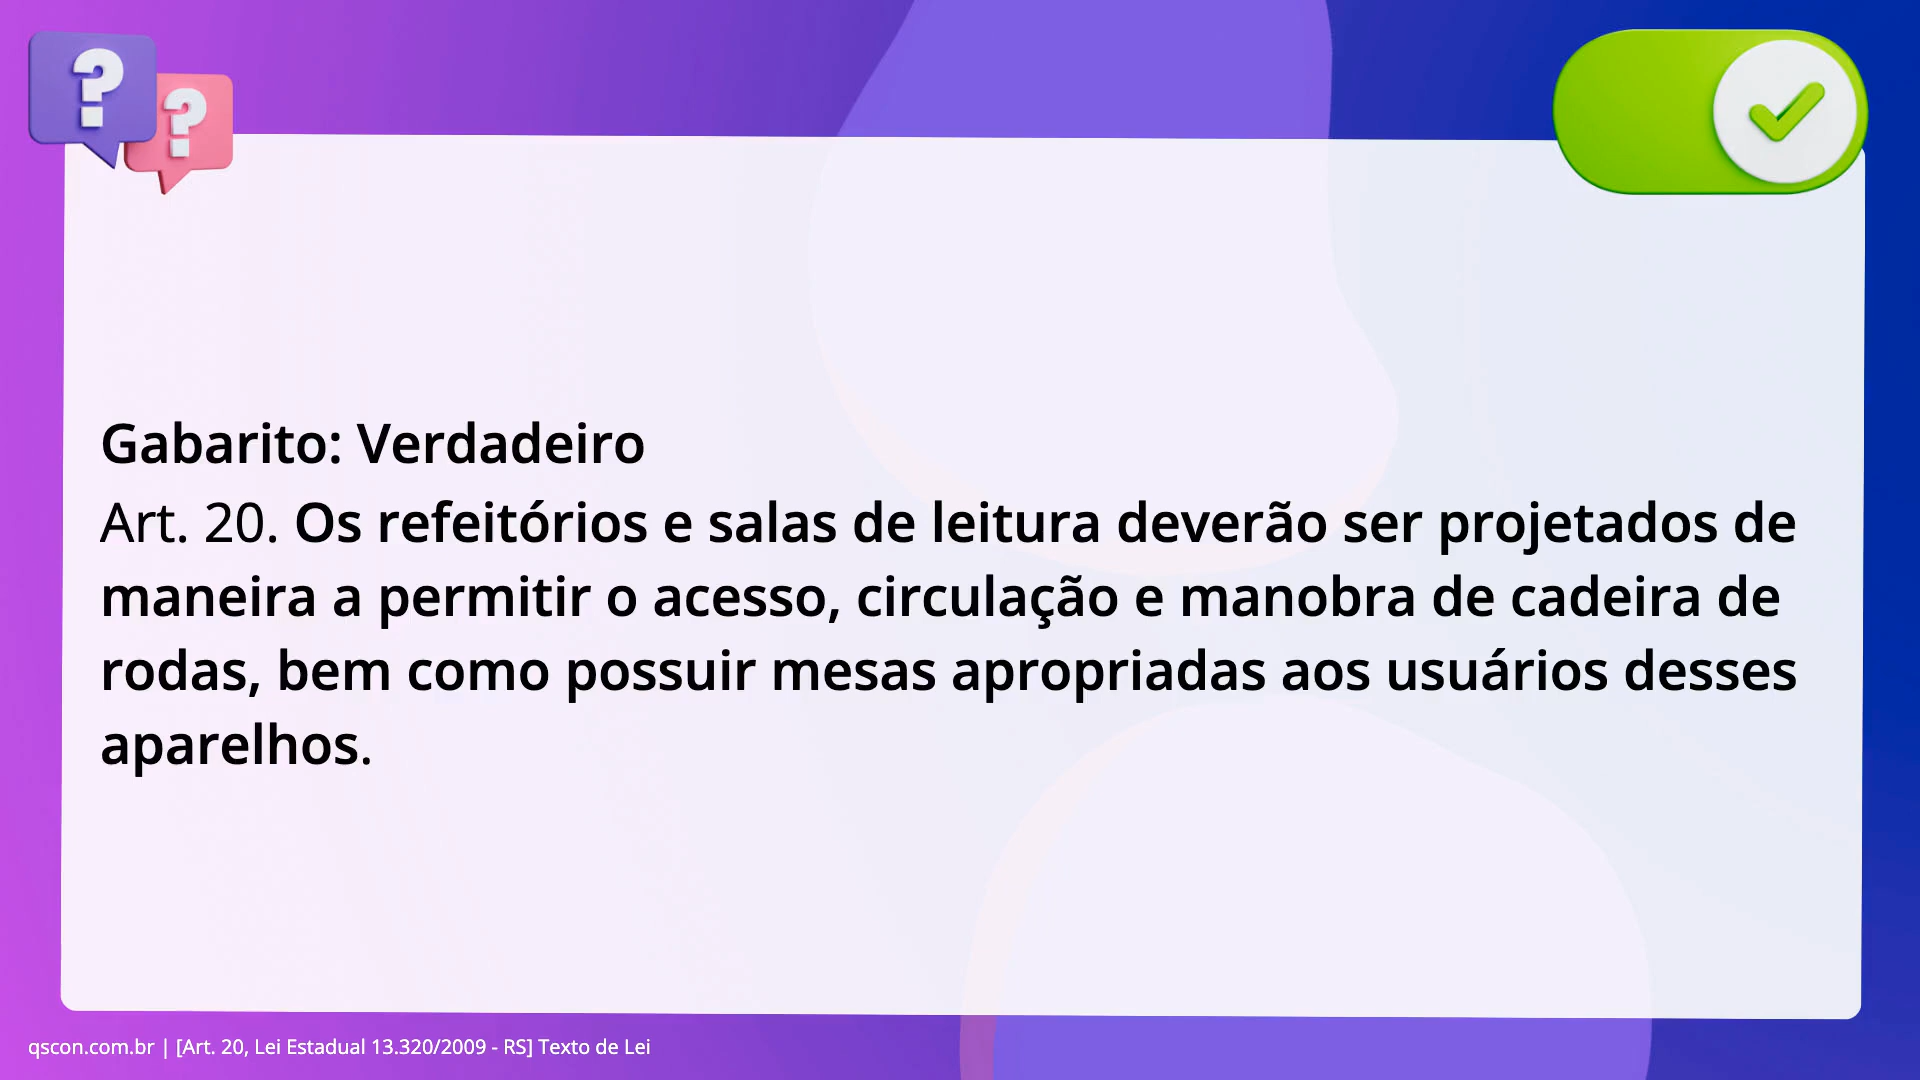 Gabarito: Verdadeiro
Art. 20. Os refeitórios e salas de leitura deverão ser projetados de
maneira a permitir o acesso, circulação e manobra de cadeira de
rodas, bem como possuir mesas apropriadas aos usuários desses
aparelhos.
qscon.com.br | [Art. 20, Lei Estadual 13.320/2009 - RS] Texto de Lei